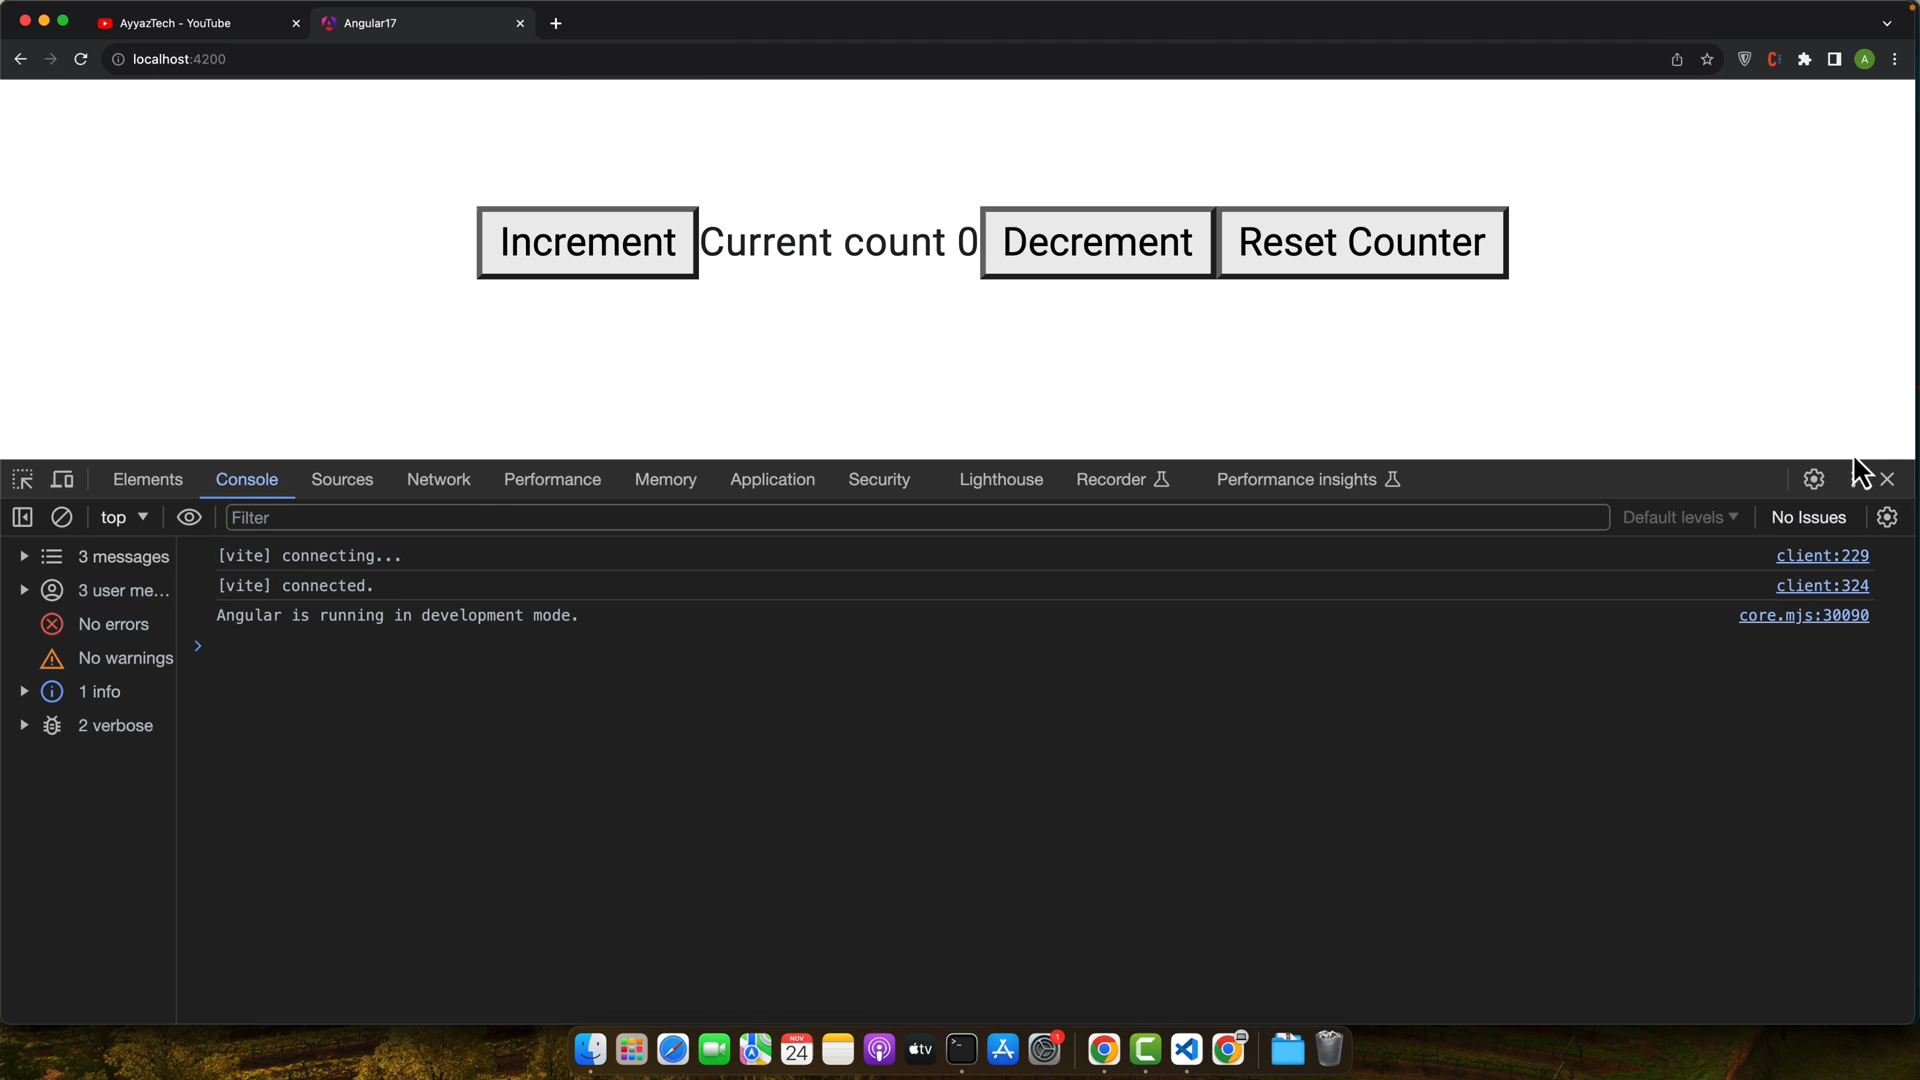 AyyazTech - YouTube
Angular17
localhost:4200
A
Increment
Current count 0
Decrement
Reset Counter
Elements
Console
Sources
Network
Performance
Memory
Application
Security
Lighthouse
Recorder
Performance insights
top
Filter
Default levels
No Issues
3 messages
3 user me...
No errors
No warnings
1 info
2 verbose
[vite] connecting... client:229
[vite] connected. client:324
Angular is running in development mode. core.mjs:30090
NOV
24
tv
1